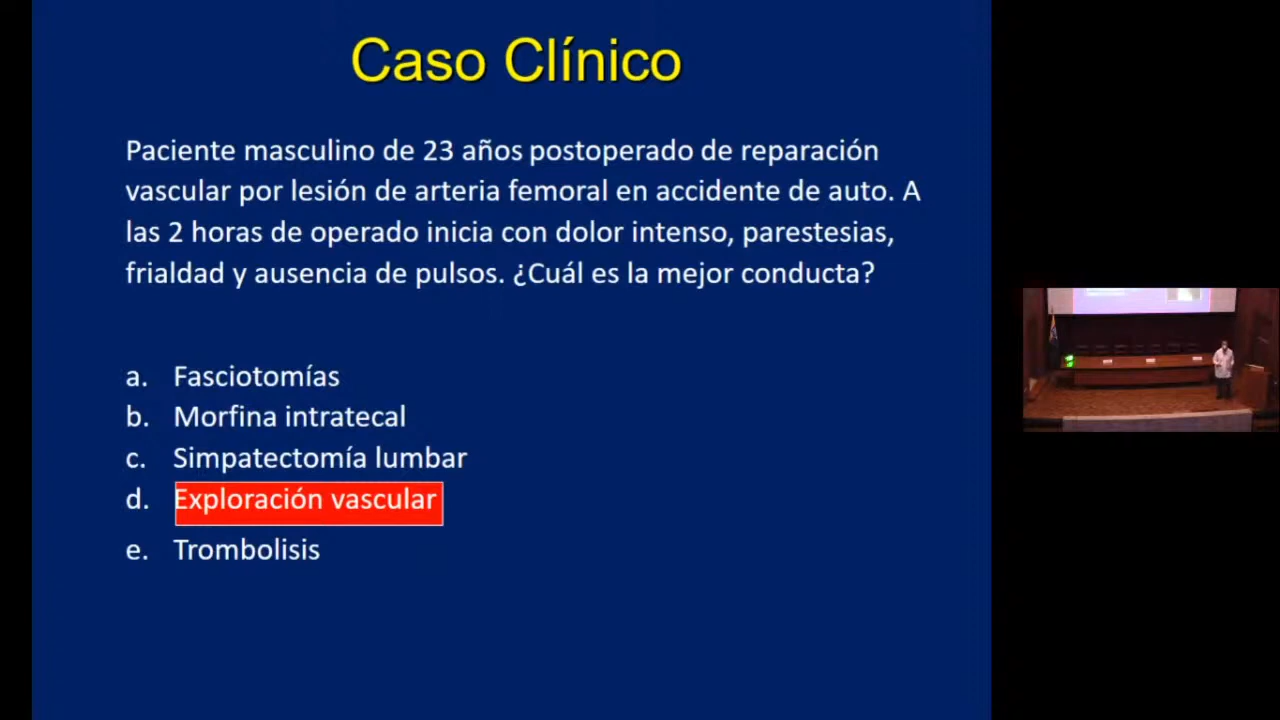 Caso Clínico
Paciente masculino de 23 años postoperado de reparación
vascular por lesión de arteria femoral en accidente de auto. A
las 2 horas de operado inicia con dolor intenso, parestesias,
frialdad y ausencia de pulsos. ¿Cuál es la mejor conducta?
a. Fasciotomías
b. Morfina intratecal
c. Simpatectomía lumbar
d. Exploración vascular
e. Trombolisis